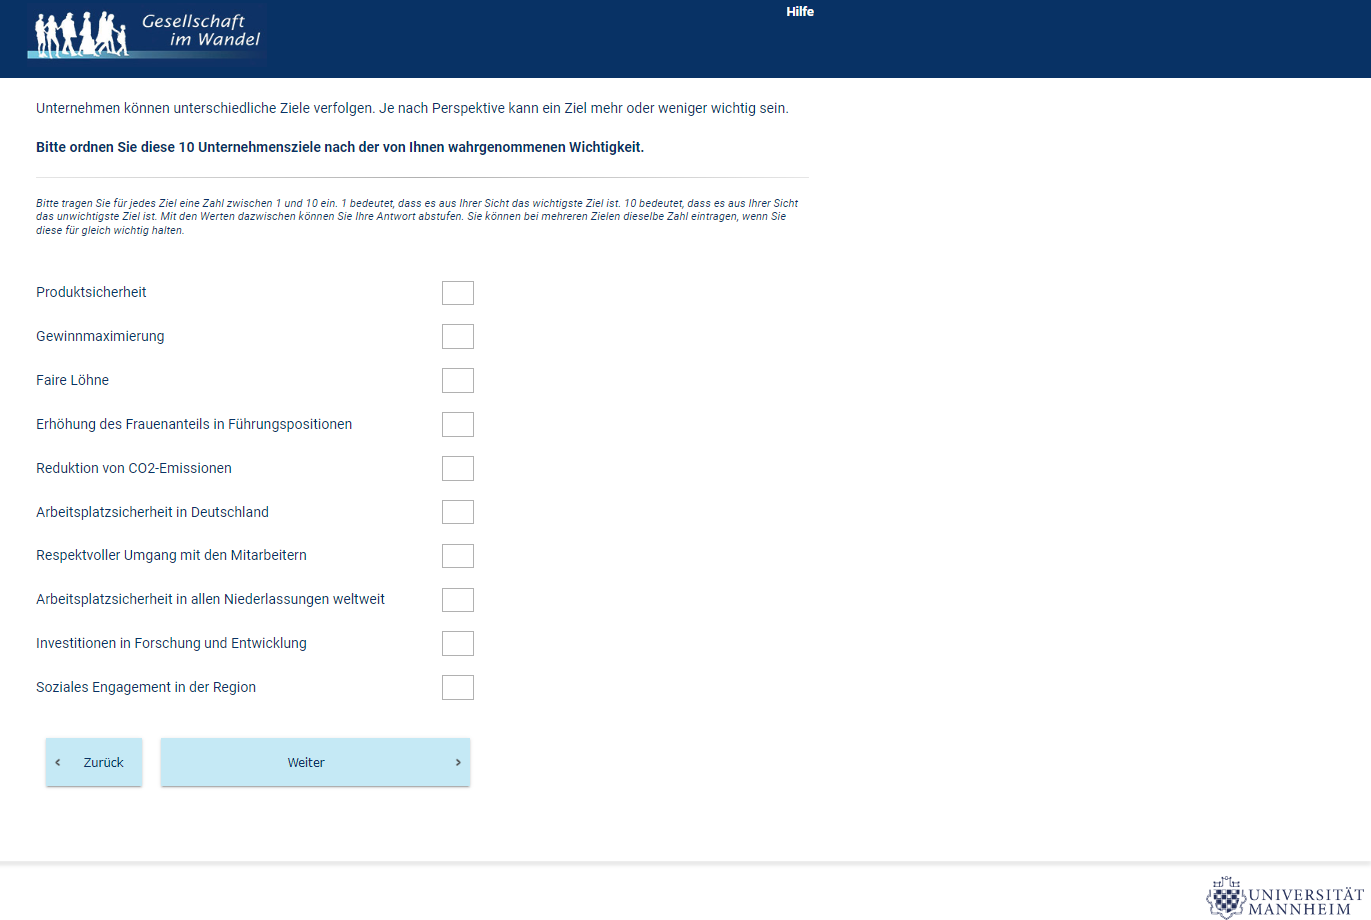 Gesellschaft
im Wandel
Hilfe
Unternehmen können unterschiedliche Ziele verfolgen. Je nach Perspektive kann ein Ziel mehr oder weniger wichtig sein.
Bitte ordnen Sie diese 10 Unternehmensziele nach der von Ihnen wahrgenommenen Wichtigkeit.
Bitte tragen Sie für jedes Ziel eine Zahl zwischen 1 und 10 ein. 1 bedeutet, dass es aus Ihrer Sicht das wichtigste Ziel ist. 10 bedeutet, dass es aus Ihrer Sicht
das unwichtigste Ziel ist. Mit den Werten dazwischen können Sie Ihre Antwort abstufen. Sie können bei mehreren Zielen dieselbe Zahl eintragen, wenn Sie
diese für gleich wichtig halten.
Produktsicherheit
Gewinnmaximierung
Faire Löhne
Erhöhung des Frauenanteils in Führungspositionen
Reduktion von CO2-Emissionen
Arbeitsplatzsicherheit in Deutschland
Respektvoller Umgang mit den Mitarbeitern
Arbeitsplatzsicherheit in allen Niederlassungen weltweit
Investitionen in Forschung und Entwicklung
Soziales Engagement in der Region
‹ Zurück
Weiter ›
UNIVERSITÄT
MANNHEIM